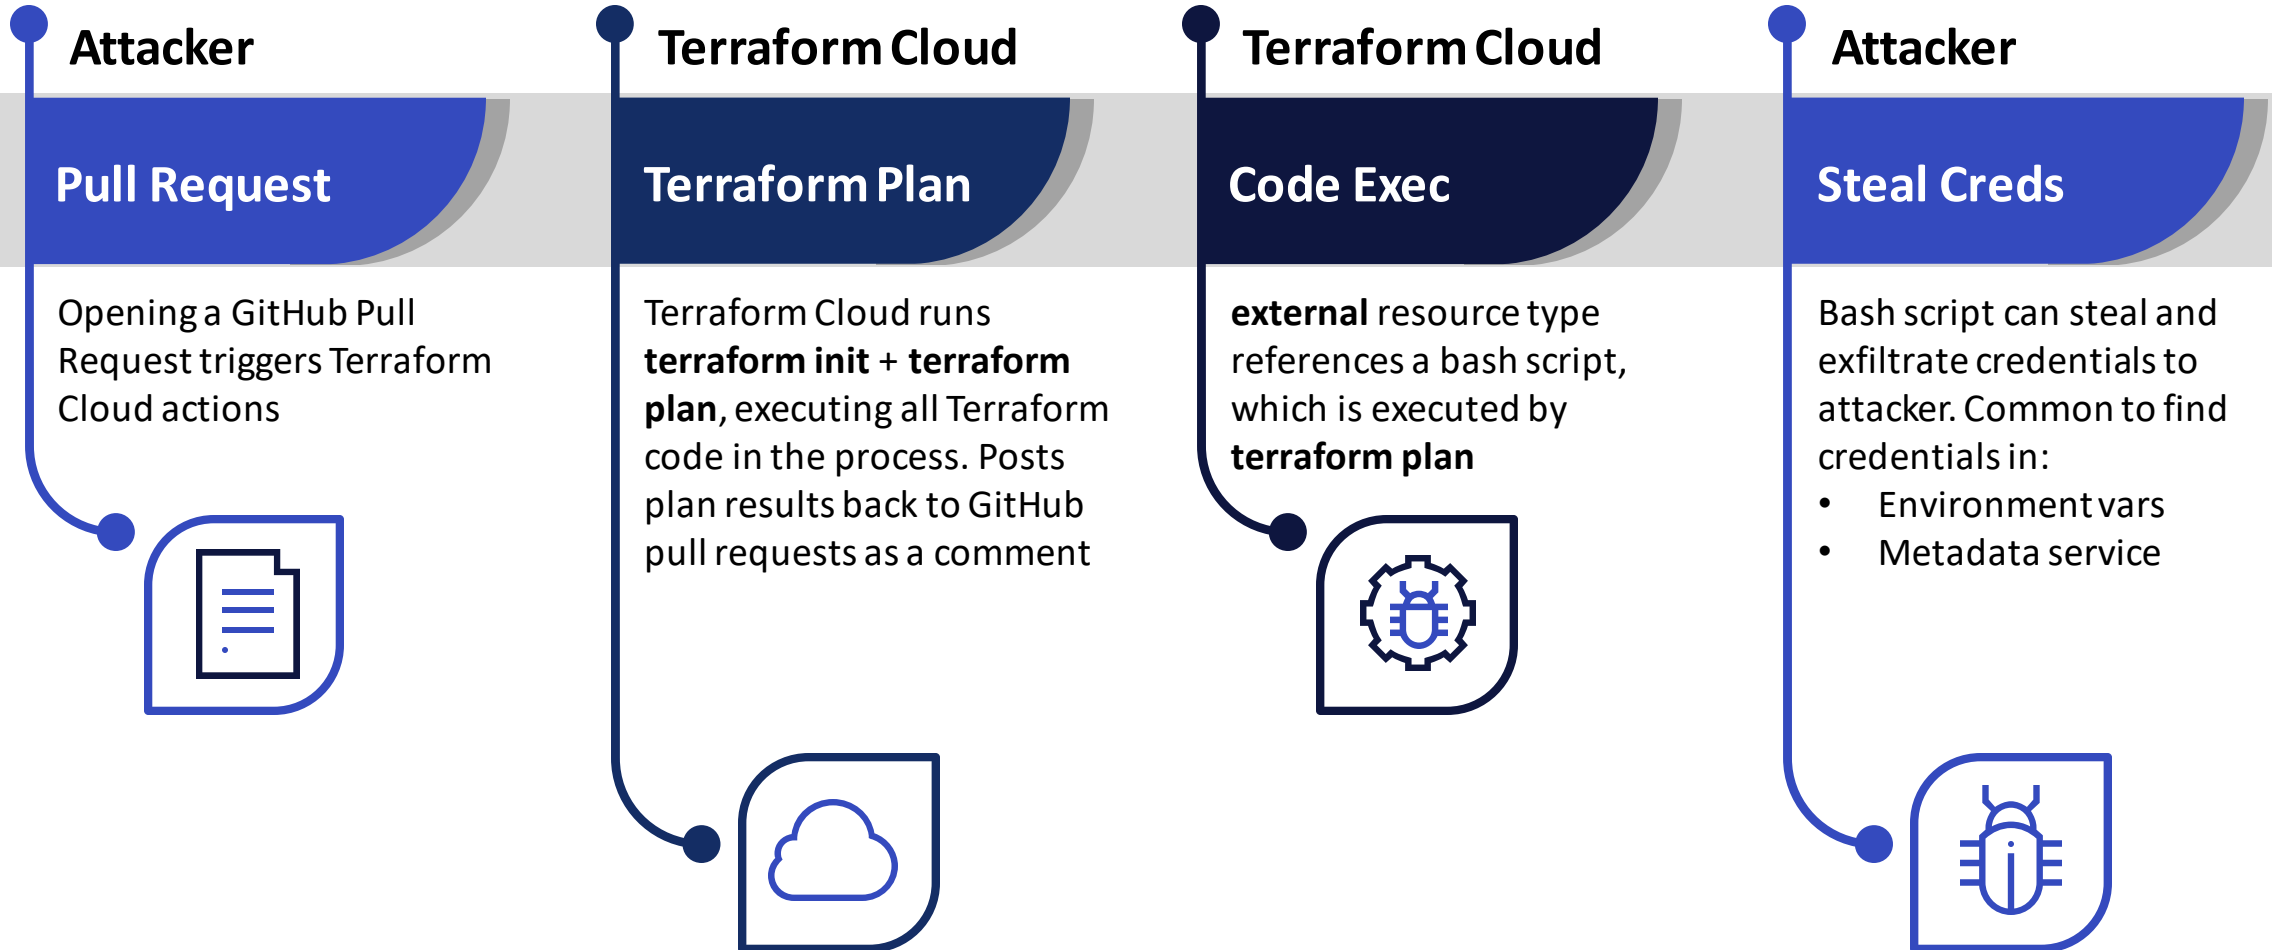 Attacker
Pull Request
Opening a GitHub Pull
Request triggers Terraform
Cloud actions
Terraform Cloud
Terraform Plan
Terraform Cloud runs
terraform init + terraform
plan, executing all Terraform
code in the process. Posts
plan results back to GitHub
pull requests as a comment
Terraform Cloud
Code Exec
external resource type
references a bash script,
which is executed by
terraform plan
Attacker
Steal Creds
Bash script can steal and
exfiltrate credentials to
attacker. Common to find
credentials in:
• Environment vars
• Metadata service